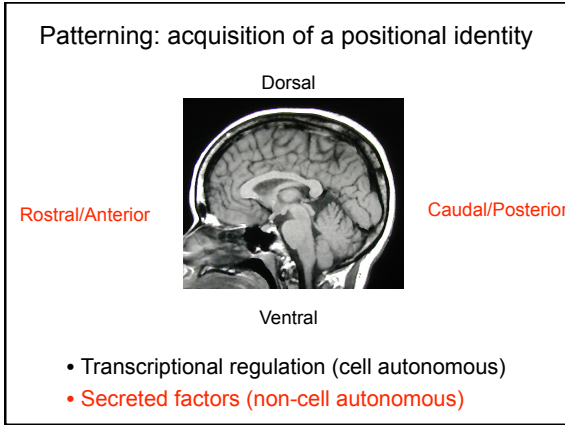 Patterning: acquisition of a positional identity
Dorsal
Rostral/Anterior
Caudal/Posterior
Ventral
• Transcriptional regulation (cell autonomous)
• Secreted factors (non-cell autonomous)